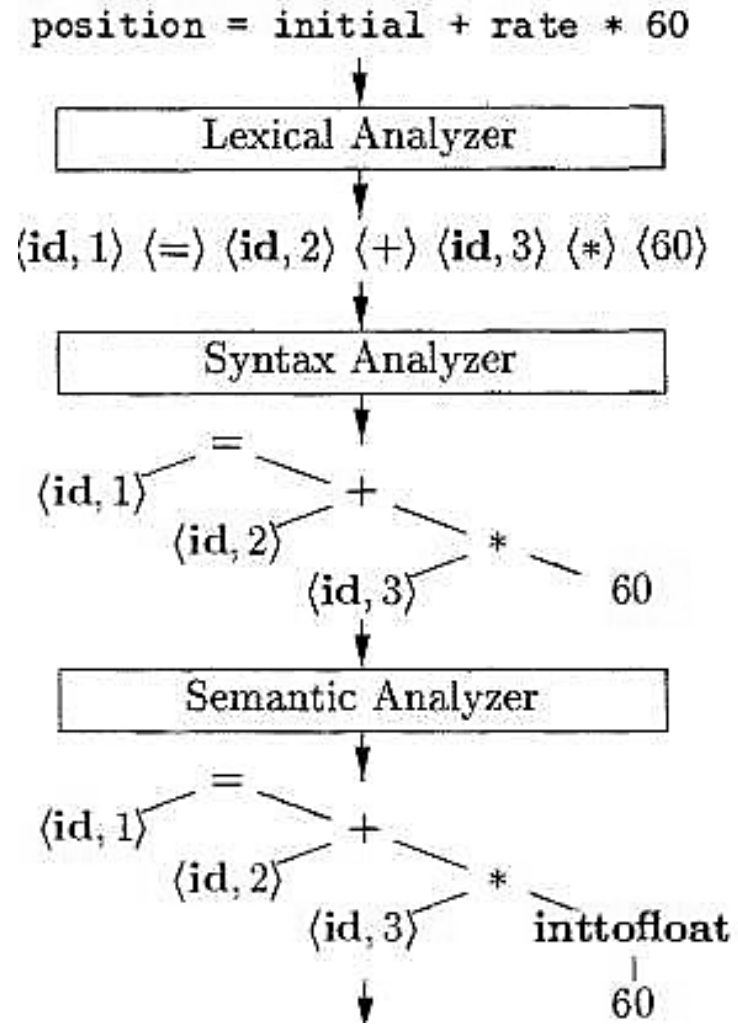 position = initial + rate * 60
Lexical Analyzer
⟨id, 1⟩ ⟨=⟩ ⟨id, 2⟩ ⟨+⟩ ⟨id, 3⟩ ⟨*⟩ ⟨60⟩
Syntax Analyzer
=
⟨id, 1⟩ +
⟨id, 2⟩ *
⟨id, 3⟩ 60
Semantic Analyzer
=
⟨id, 1⟩ +
⟨id, 2⟩ *
⟨id, 3⟩ inttofloat
60